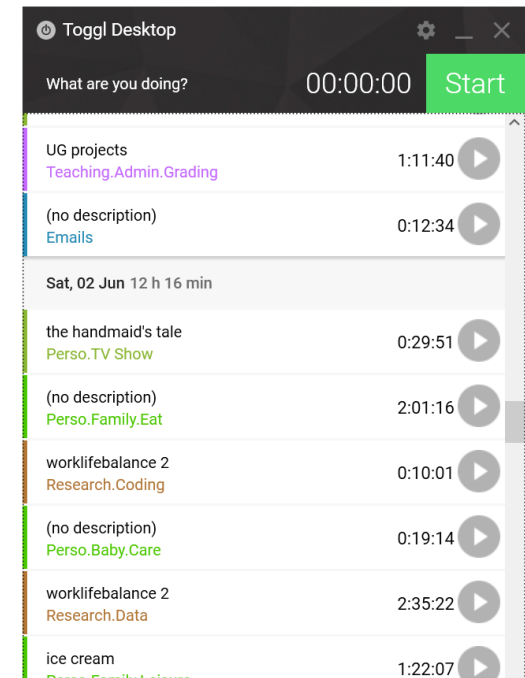 Toggl Desktop
What are you doing? 00:00:00 Start
UG projects
Teaching.Admin.Grading
1:11:40
(no description)
Emails
0:12:34
Sat, 02 Jun 12 h 16 min
the handmaid's tale
Perso.TV Show
0:29:51
(no description)
Perso.Family.Eat
2:01:16
worklifebalance 2
Research.Coding
0:10:01
(no description)
Perso.Baby.Care
0:19:14
worklifebalance 2
Research.Data
2:35:22
ice cream
1:22:07